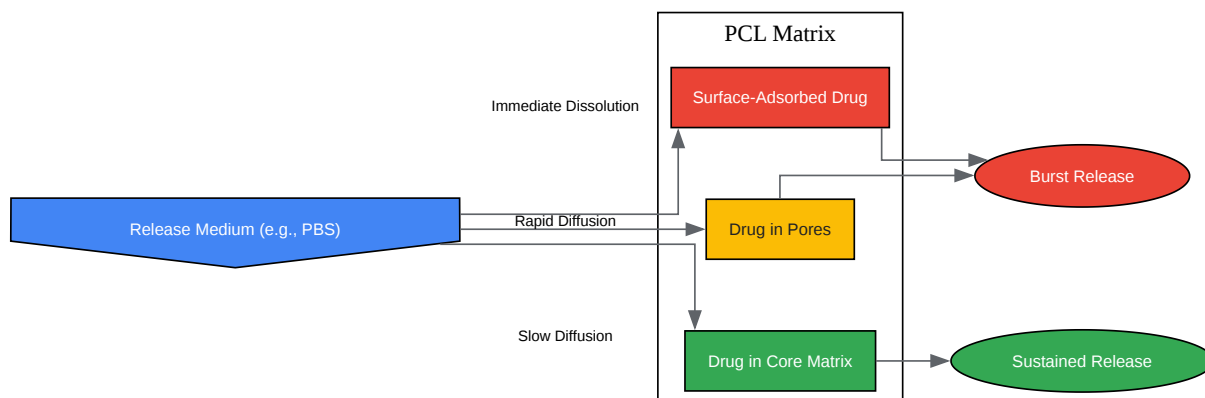 PCL Matrix
Surface-Adsorbed Drug
Immediate Dissolution
Burst Release
Release Medium (e.g., PBS)
Rapid Diffusion
Drug in Pores
Slow Diffusion
Drug in Core Matrix
Sustained Release